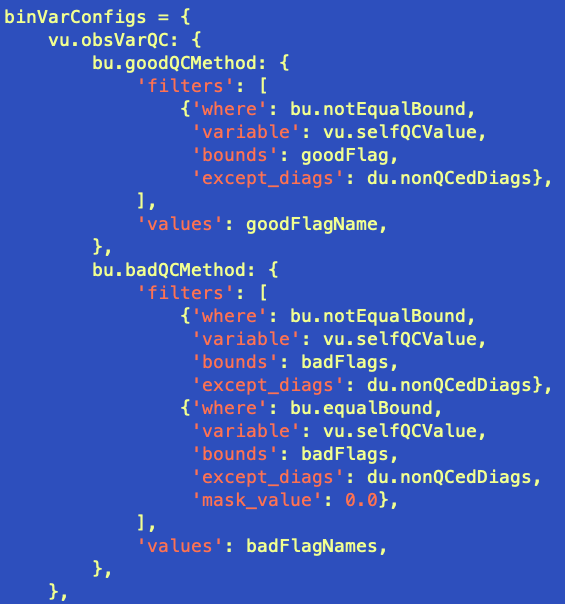 binVarConfigs = {
    vu.obsVarQC: {
        bu.goodQCMethod: {
            'filters': [
                {'where': bu.notEqualBound,
                 'variable': vu.selfQCValue,
                 'bounds': goodFlag,
                 'except_diags': du.nonQCedDiags},
            ],
            'values': goodFlagName,
        },
        bu.badQCMethod: {
            'filters': [
                {'where': bu.notEqualBound,
                 'variable': vu.selfQCValue,
                 'bounds': badFlags,
                 'except_diags': du.nonQCedDiags},
                {'where': bu.equalBound,
                 'variable': vu.selfQCValue,
                 'bounds': badFlags,
                 'except_diags': du.nonQCedDiags,
                 'mask_value': 0.0},
            ],
            'values': badFlagNames,
        },
    },